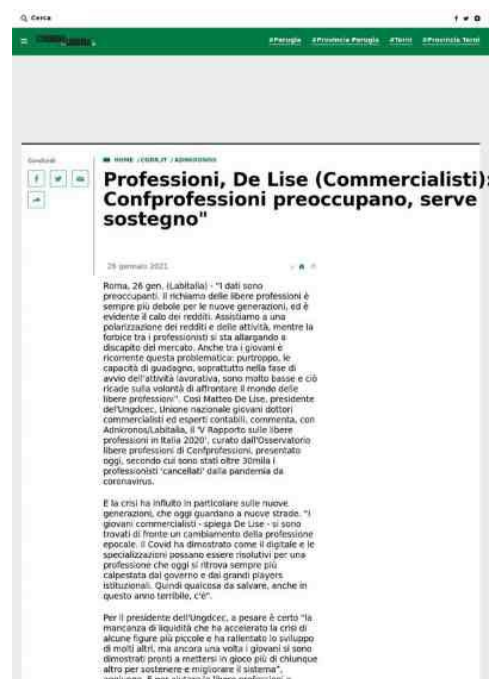 Cerca
#Perugia #Provincia Perugia #Terni #Provincia Terni
Condividi
HOME / CORR.IT / ADNKRONOS
Professioni, De Lise (Commercialisti):
Confprofessioni preoccupano, serve
sostegno"
26 gennaio 2021
Roma, 26 gen. (Labitalia) - "I dati sono
preoccupanti. Il richiamo delle libere professioni è
sempre più debole per le nuove generazioni, ed è
evidente il calo dei redditi. Assistiamo a una
polarizzazione dei redditi e delle attività, mentre la
forbice tra i professionisti si sta allargando a
discapito del mercato. Anche tra i giovani è
ricorrente questa problematica: purtroppo, le
capacità di guadagno, soprattutto nella fase di
avvio dell'attività lavorativa, sono molto basse e ciò
ricade sulla volontà di affrontare il mondo delle
libere professioni". Così Matteo De Lise, presidente
dell'Ungdcec, Unione nazionale giovani dottori
commercialisti ed esperti contabili, commenta, con
Adnkronos/Labitalia, il 'V Rapporto sulle libere
professioni in Italia 2020', curato dall'Osservatorio
libere professioni di Confprofessioni, presentato
oggi, secondo cui sono stati oltre 30mila i
professionisti 'cancellati' dalla pandemia da
coronavirus.
E la crisi ha influito in particolare sulle nuove
generazioni, che oggi guardano a nuove strade. "I
giovani commercialisti - spiega De Lise - si sono
trovati di fronte un cambiamento della professione
epocale. Il Covid ha dimostrato come il digitale e le
specializzazioni possano essere risolutivi per una
professione che oggi si ritrova sempre più
calpestata dal governo e dai grandi players
istituzionali. Quindi qualcosa da salvare, anche in
questo anno terribile, c'è".
Per il presidente dell'Ungdcec, a pesare è certo "la
mancanza di liquidità che ha accelerato la crisi di
alcune figure più piccole e ha rallentato lo sviluppo
di molti altri, ma ancora una volta i giovani si sono
dimostrati pronti a mettersi in gioco più di chiunque
altro per sostenere e migliorare il sistema",